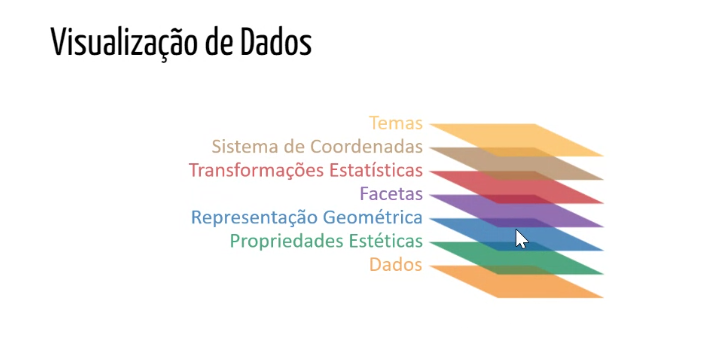 Visualização de Dados
Temas
Sistema de Coordenadas
Transformações Estatísticas
Facetas
Representação Geométrica
Propriedades Estéticas
Dados